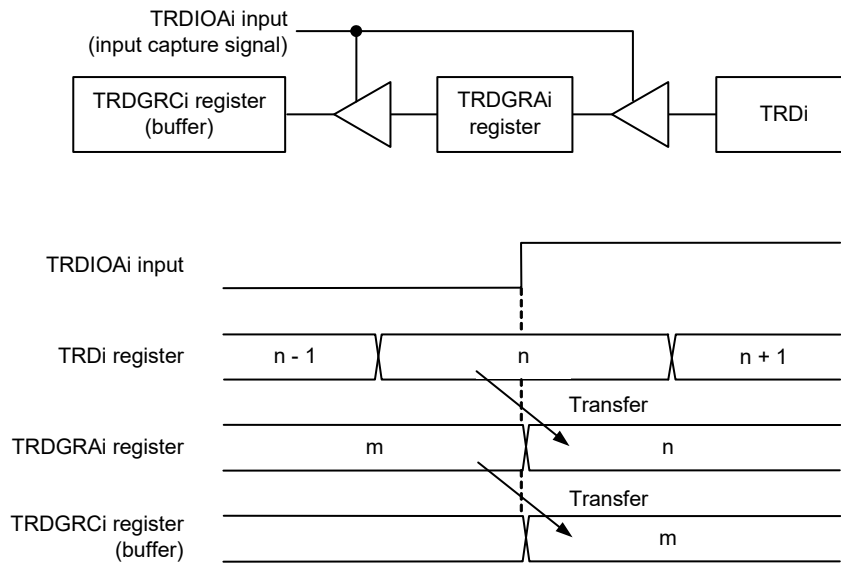 TRDIOAi input
(input capture signal)
TRDGRCi register
(buffer)
TRDGRAi
register
TRDi
TRDIOAi input
TRDi register
n - 1
n
n + 1
Transfer
TRDGRAi register
m
n
Transfer
TRDGRCi register
(buffer)
m